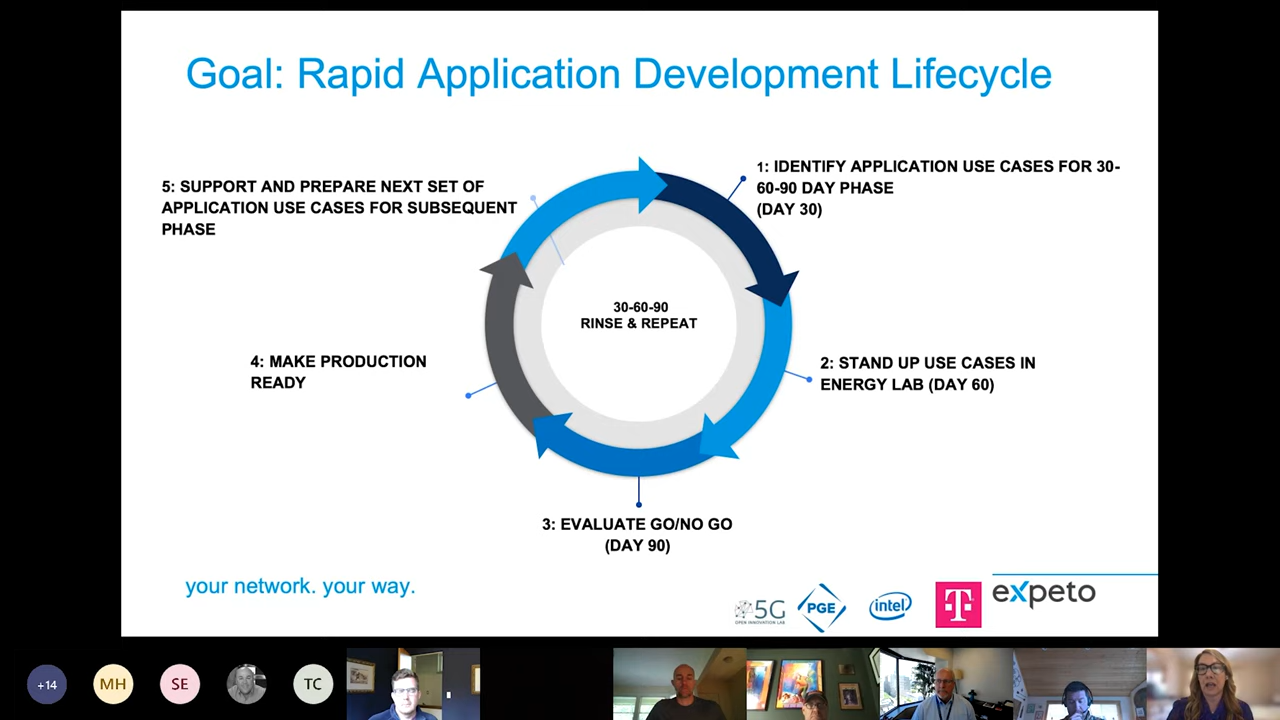 Goal: Rapid Application Development Lifecycle
1: IDENTIFY APPLICATION USE CASES FOR 30-
60-90 DAY PHASE
(DAY 30)
2: STAND UP USE CASES IN
ENERGY LAB (DAY 60)
3: EVALUATE GO/NO GO
(DAY 90)
4: MAKE PRODUCTION
READY
5: SUPPORT AND PREPARE NEXT SET OF
APPLICATION USE CASES FOR SUBSEQUENT
PHASE
30-60-90
RINSE & REPEAT
your network. your way.
5G
OPEN INNOVATION LAB
PGE
intel
T
expeto
+14
MH
SE
TC